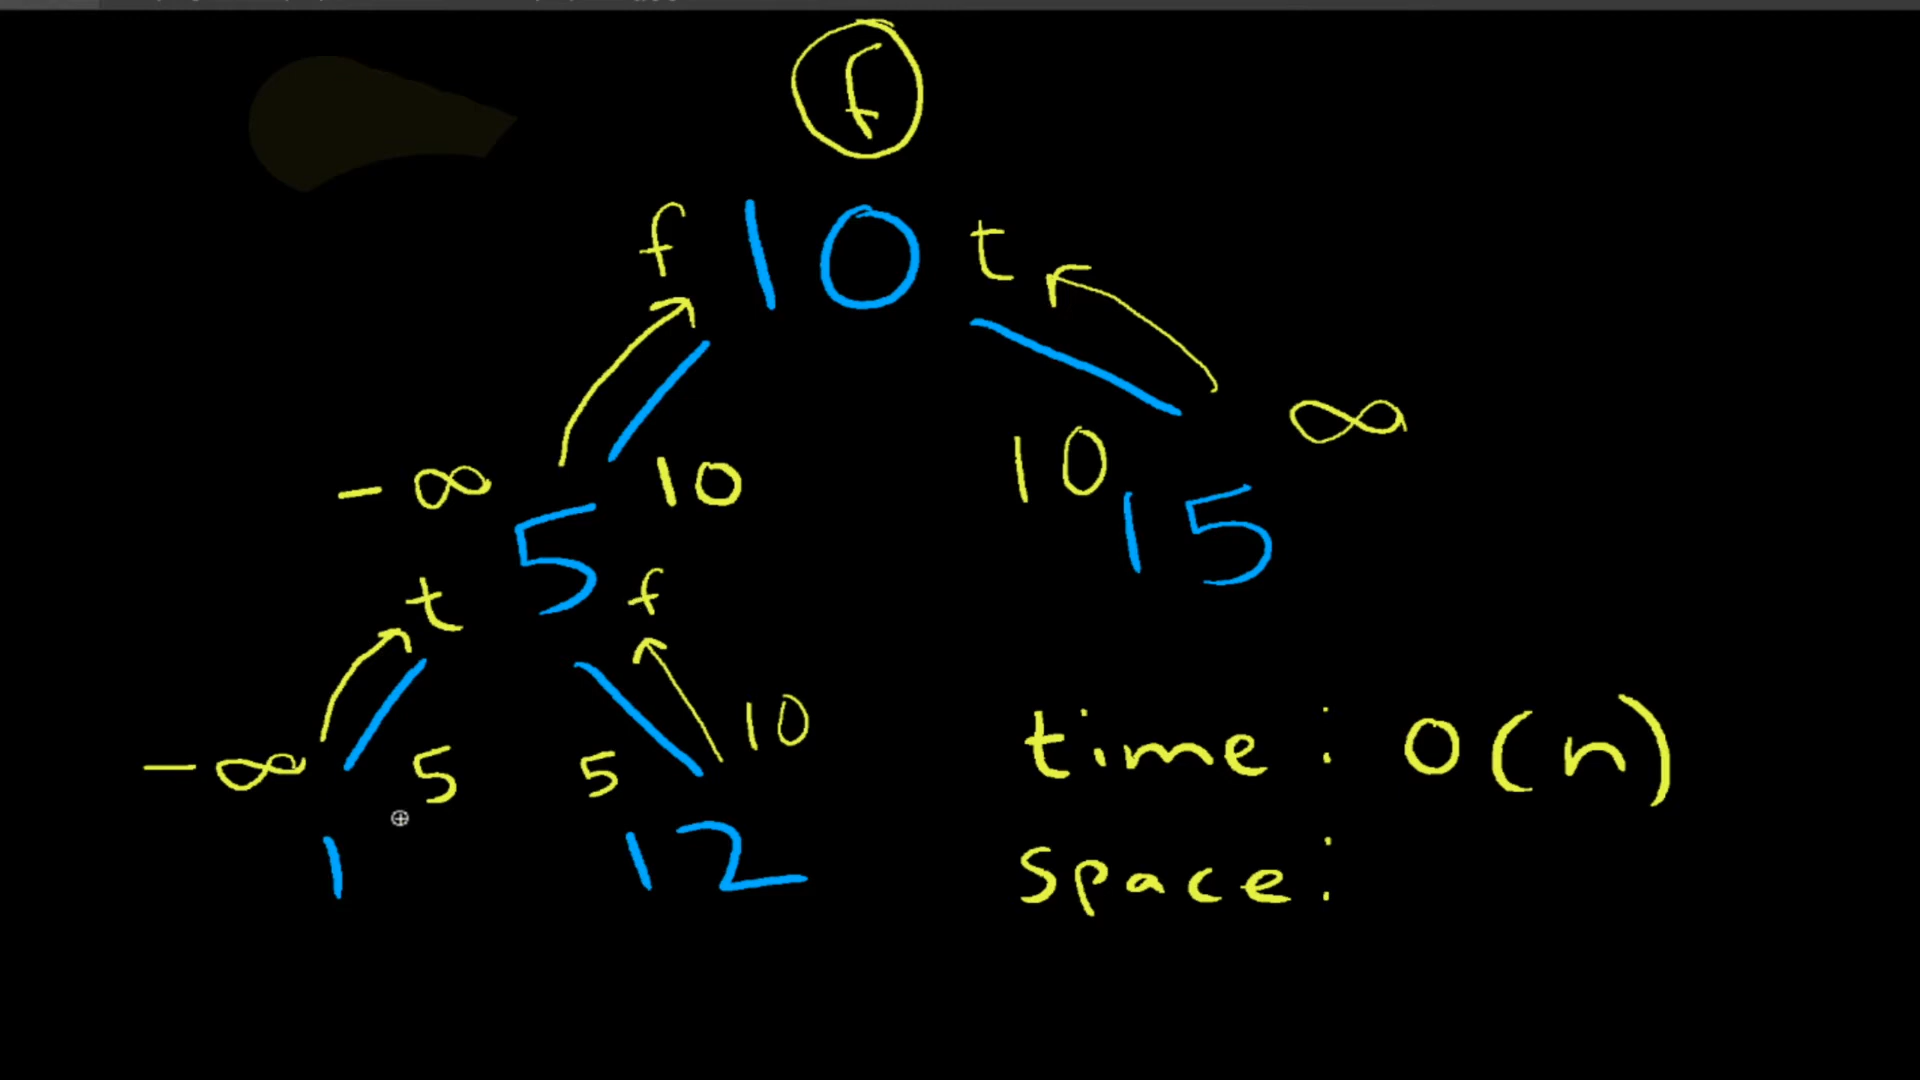 f
f 10 t
∞
- ∞ 10
10
5
15
t f
10
- ∞ 5 5
time: O(n)
1 12
space: